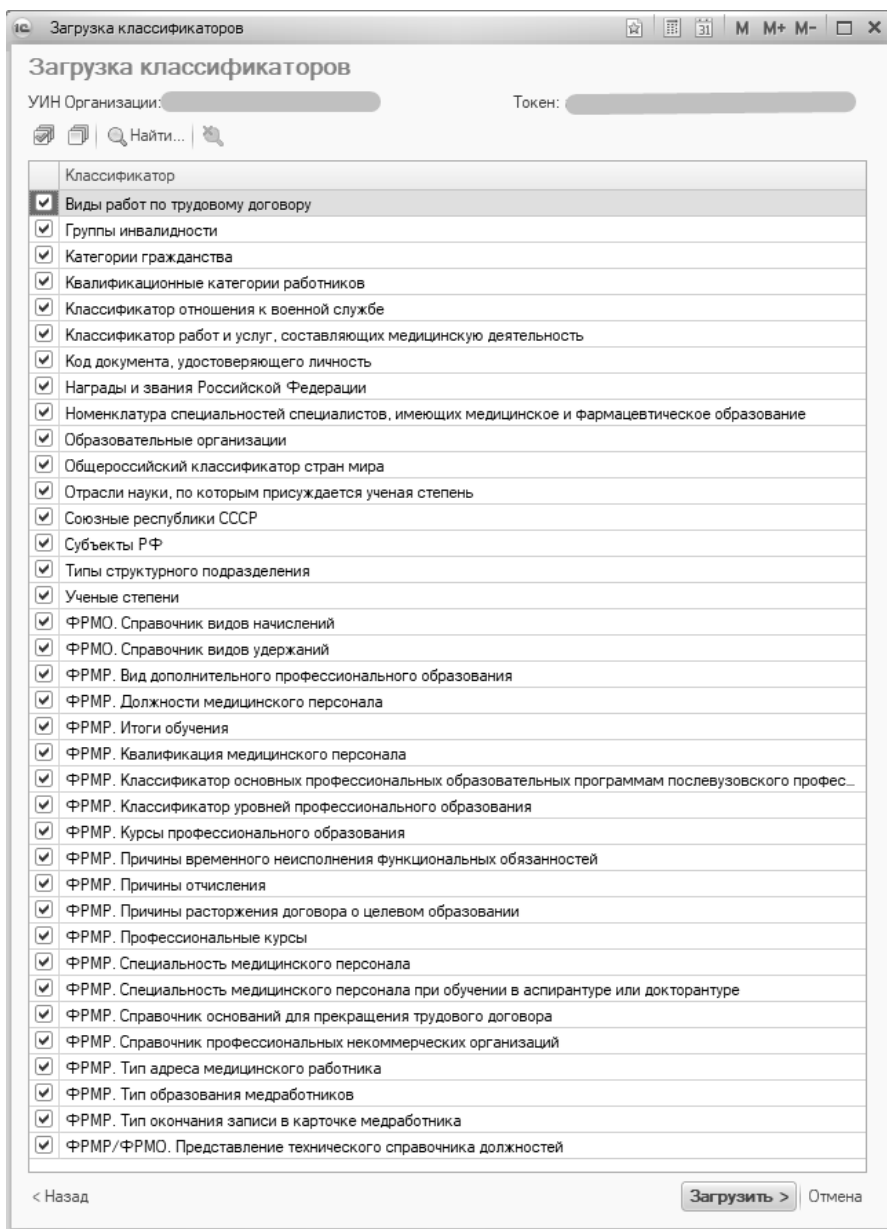 1С Загрузка классификаторов 31 M M+ M-
Загрузка классификаторов
УИН Организации: Токен:
Найти...
Классификатор
Виды работ по трудовому договору
Группы инвалидности
Категории гражданства
Квалификационные категории работников
Классификатор отношения к военной службе
Классификатор работ и услуг, составляющих медицинскую деятельность
Код документа, удостоверяющего личность
Награды и звания Российской Федерации
Номенклатура специальностей специалистов, имеющих медицинское и фармацевтическое образование
Образовательные организации
Общероссийский классификатор стран мира
Отрасли науки, по которым присуждается ученая степень
Союзные республики СССР
Субъекты РФ
Типы структурного подразделения
Ученые степени
ФРМО. Справочник видов начислений
ФРМО. Справочник видов удержаний
ФРМР. Вид дополнительного профессионального образования
ФРМР. Должности медицинского персонала
ФРМР. Итоги обучения
ФРМР. Квалификация медицинского персонала
ФРМР. Классификатор основных профессиональных образовательных программам послевузовского профес...
ФРМР. Классификатор уровней профессионального образования
ФРМР. Курсы профессионального образования
ФРМР. Причины временного неисполнения функциональных обязанностей
ФРМР. Причины отчисления
ФРМР. Причины расторжения договора о целевом образовании
ФРМР. Профессиональные курсы
ФРМР. Специальность медицинского персонала
ФРМР. Специальность медицинского персонала при обучении в аспирантуре или докторантуре
ФРМР. Справочник оснований для прекращения трудового договора
ФРМР. Справочник профессиональных некоммерческих организаций
ФРМР. Тип адреса медицинского работника
ФРМР. Тип образования медработников
ФРМР. Тип окончания записи в карточке медработника
ФРМР/ФРМО. Представление технического справочника должностей
< Назад Загрузить > Отмена